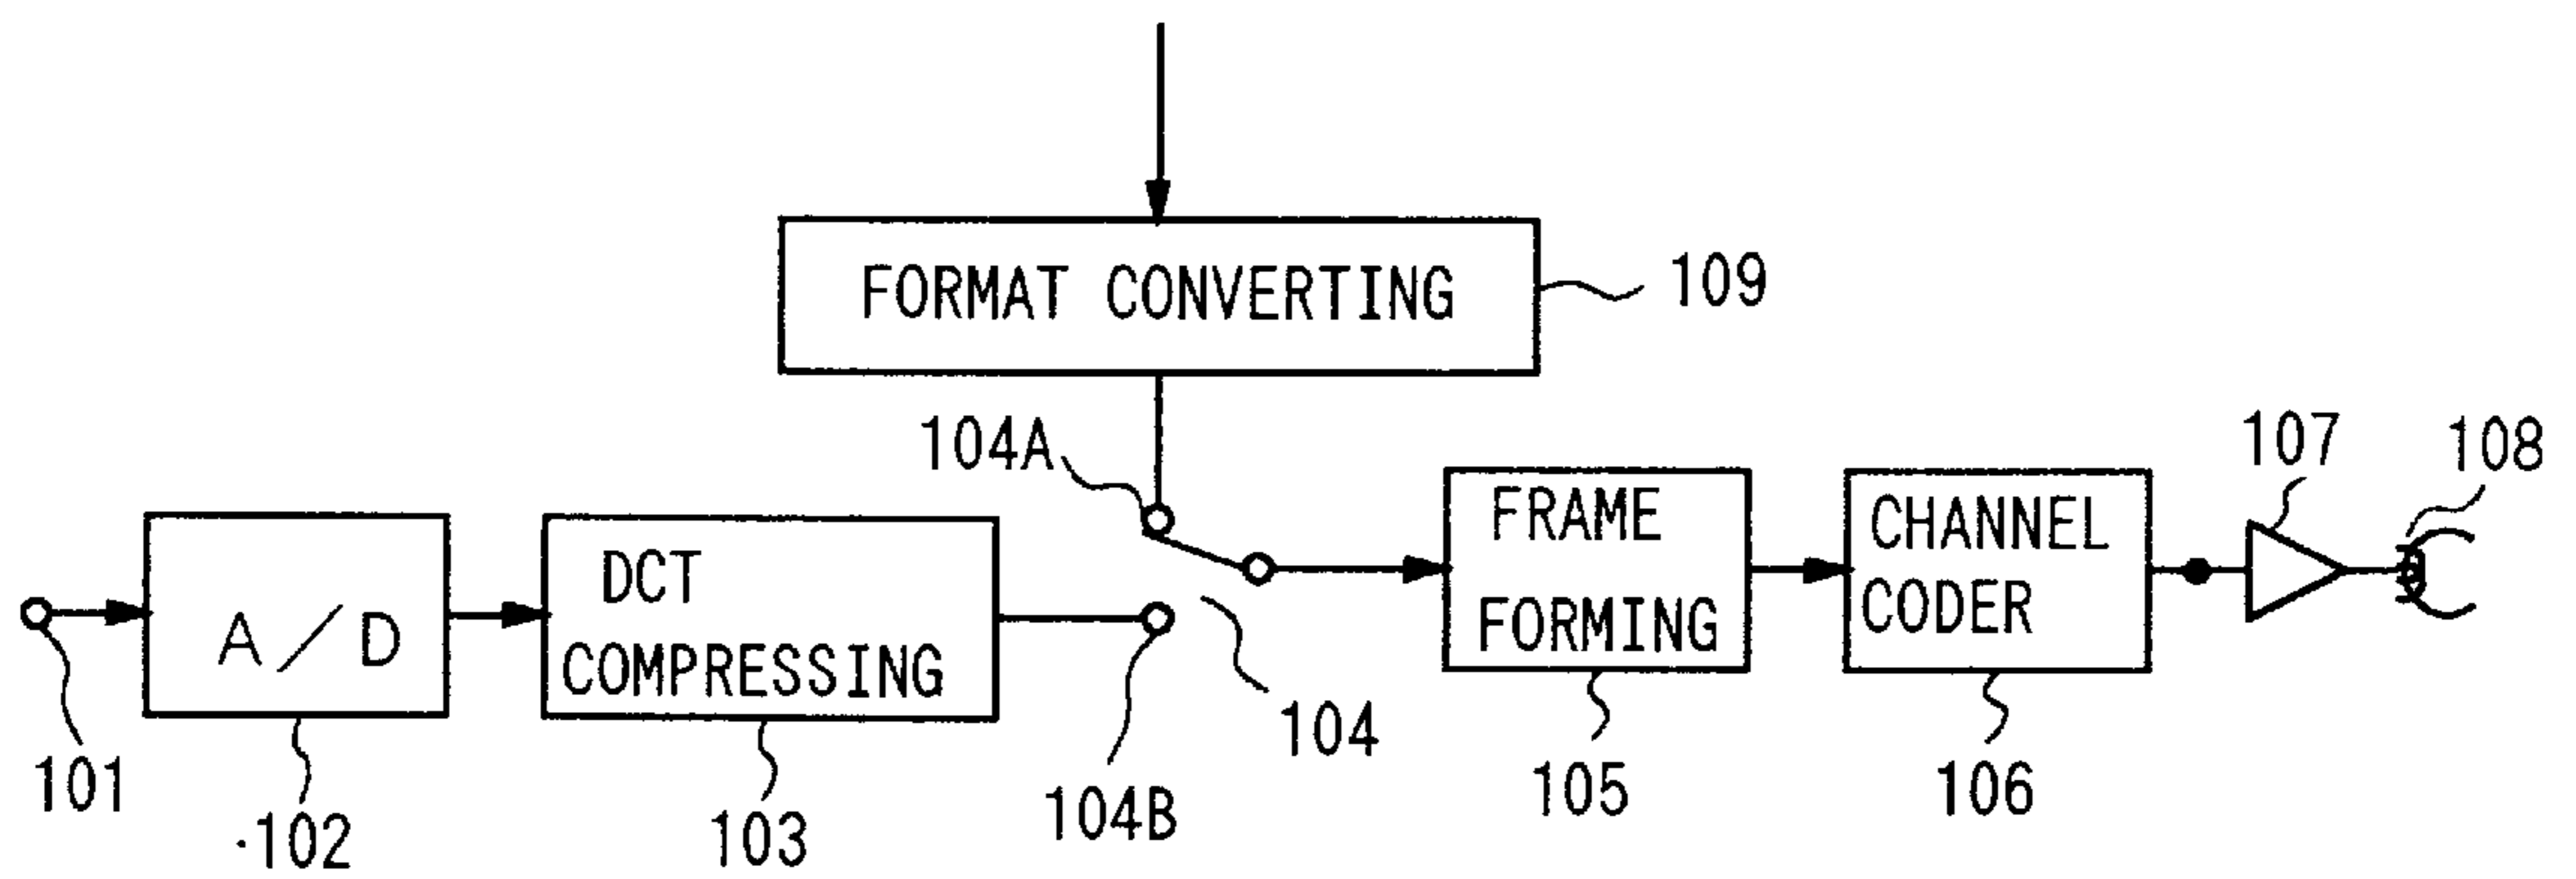 FORMAT CONVERTING
109
104A
107
108
FRAME
FORMING
CHANNEL
CODER
DCT
COMPRESSING
A/D
104
101
102
103
104B
105
106